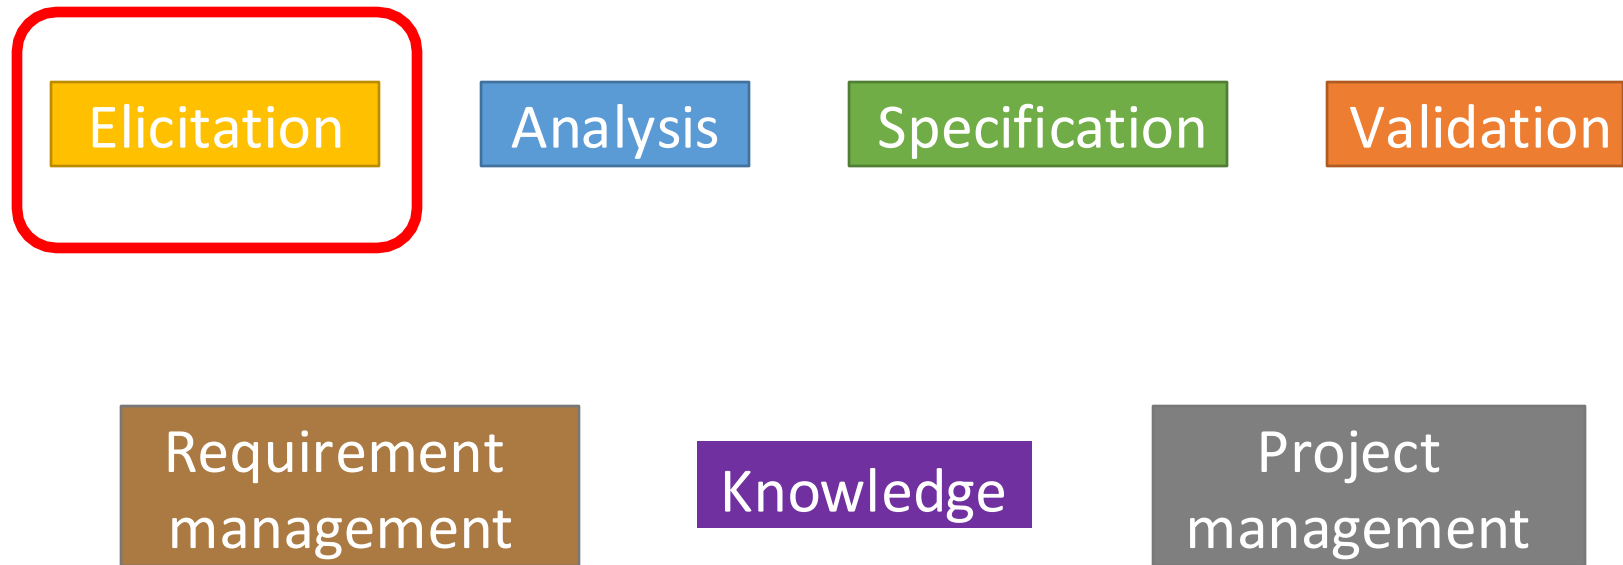 Elicitation
Analysis
Specification
Validation
Requirement
management
Knowledge
Project
management